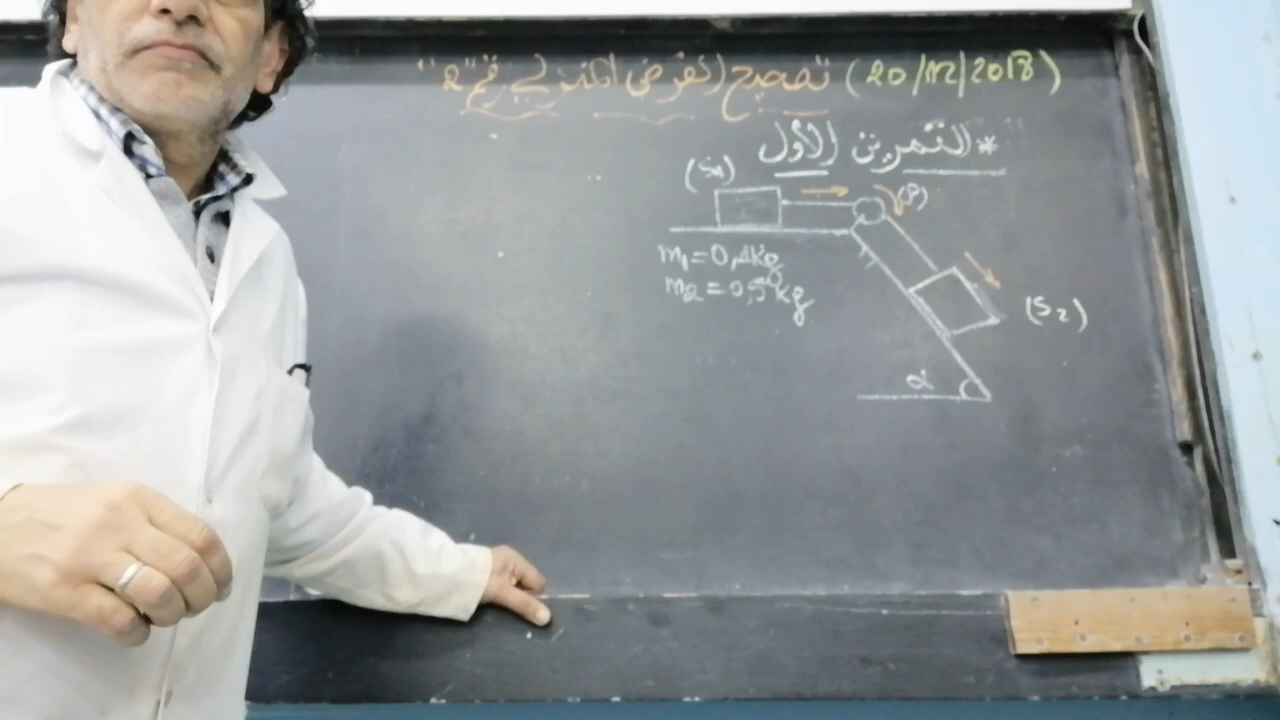 تصحيح الفرض المنزلي رقم "2" (20/12/2018)
*التمرين الأول
(S1)
(P)
m1=0,4kg
m2=0,5kg
(S2)
α